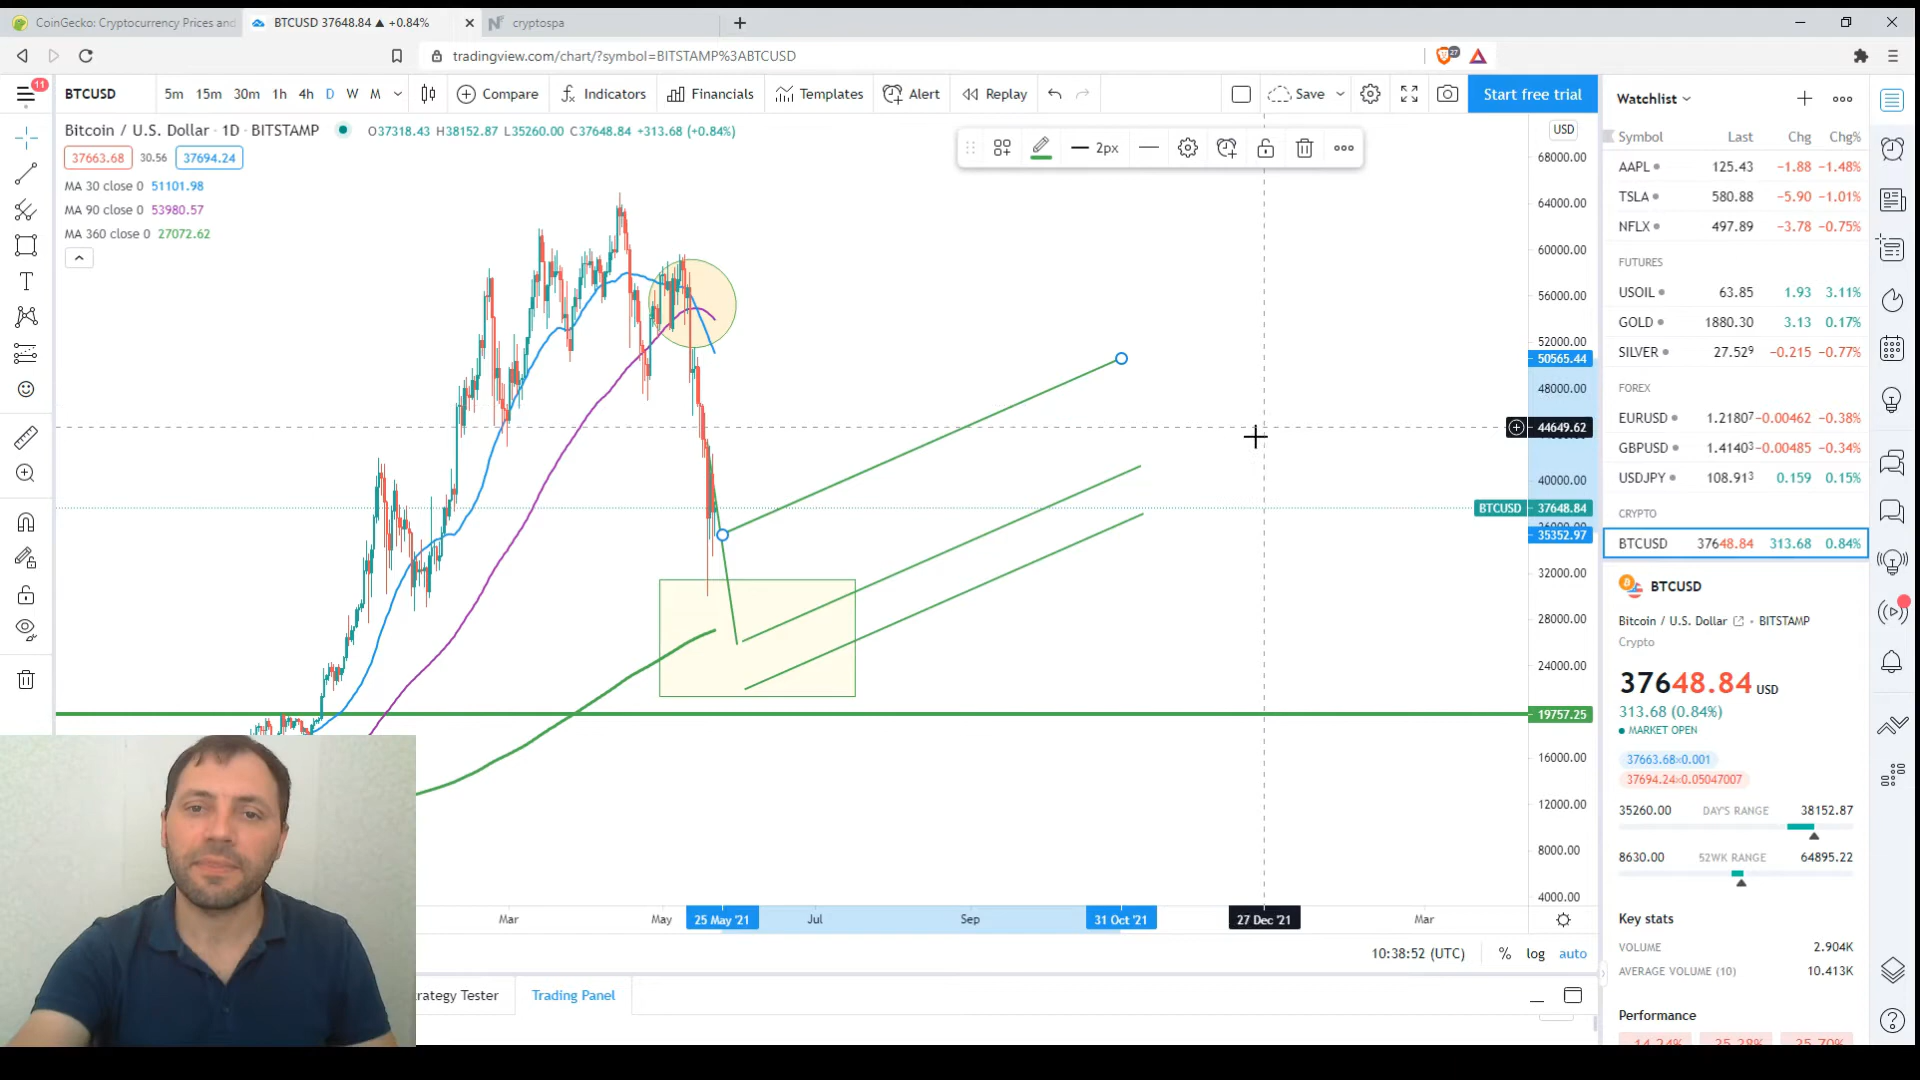 CoinGecko: Cryptocurrency Prices and
BTCUSD 37648.84 ▲ +0.84%
cryptospa
tradingview.com/chart/?symbol=BITSTAMP%3ABTCUSD
27
11
BTCUSD 5m 15m 30m 1h 4h D W M Compare Indicators Financials Templates Alert Replay Save Start free trial
Bitcoin / U.S. Dollar · 1D · BITSTAMP O37318.43 H38152.87 L35260.00 C37648.84 +313.68 (+0.84%)
37663.68 30.56 37694.24
MA 30 close 0 51101.98
MA 90 close 0 53980.57
MA 360 close 0 27072.62
2px
USD
68000.00
64000.00
60000.00
56000.00
52000.00
50565.44
48000.00
44649.62
40000.00
BTCUSD 37648.84
35352.97
32000.00
28000.00
24000.00
19757.25
16000.00
12000.00
8000.00
4000.00
Mar May 25 May '21 Jul Sep 31 Oct '21 27 Dec '21 Mar
10:38:52 (UTC) % log auto
rategy Tester Trading Panel
Watchlist
Symbol Last Chg Chg%
AAPL 125.43 −1.88 −1.48%
TSLA 580.88 −5.90 −1.01%
NFLX 497.89 −3.78 −0.75%
FUTURES
USOIL 63.85 1.93 3.11%
GOLD 1880.30 3.13 0.17%
SILVER 27.529 −0.215 −0.77%
FOREX
EURUSD 1.21807 −0.00462 −0.38%
GBPUSD 1.41403 −0.00485 −0.34%
USDJPY 108.913 0.159 0.15%
CRYPTO
BTCUSD 37648.84 313.68 0.84%
BTCUSD
Bitcoin / U.S. Dollar · BITSTAMP
Crypto
37648.84 USD
313.68 (0.84%)
MARKET OPEN
37663.68×0.001
37694.24×0.05047007
35260.00 DAY'S RANGE 38152.87
8630.00 52WK RANGE 64895.22
Key stats
VOLUME 2.904K
AVERAGE VOLUME (10) 10.413K
Performance